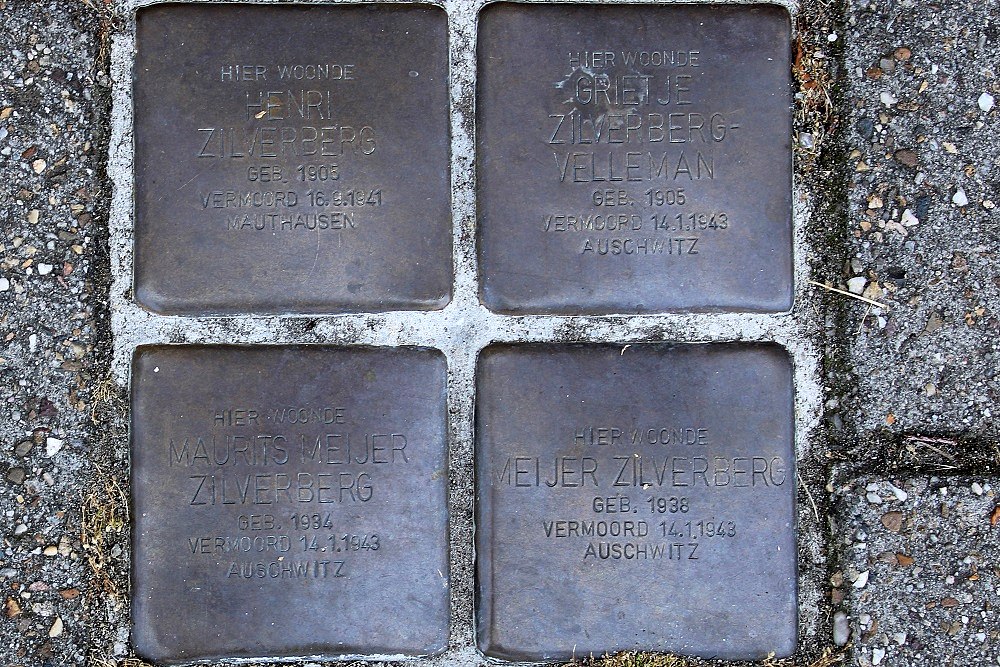 HIER WOONDE
HENRI
ZILVERBERG
GEB. 1905
VERMOORD 16.9.1941
MAUTHAUSEN
HIER WOONDE
GRIETJE
ZILVERBERG-
VELLEMAN
GEB. 1905
VERMOORD 14.1.1943
AUSCHWITZ
HIER WOONDE
MAURITS MEIJER
ZILVERBERG
GEB. 1934
VERMOORD 14.1.1943
AUSCHWITZ
HIER WOONDE
MEIJER ZILVERBERG
GEB. 1938
VERMOORD 14.1.1943
AUSCHWITZ